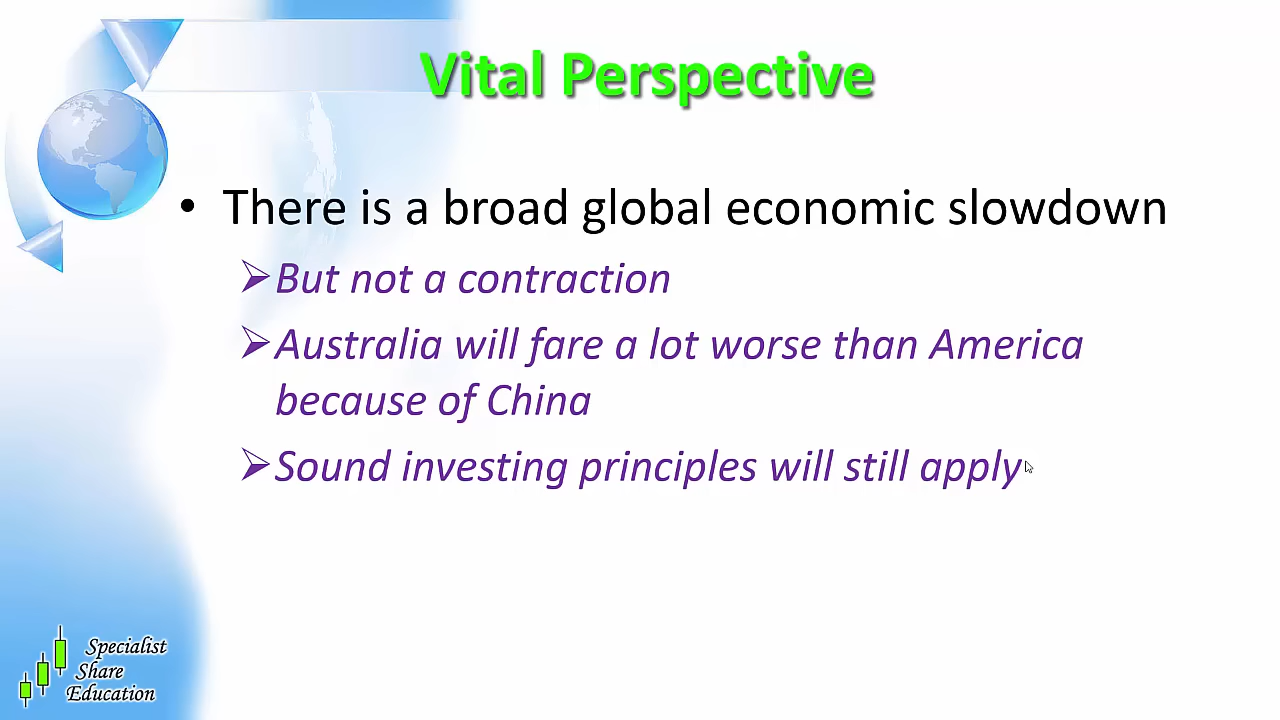 Vital Perspective
• There is a broad global economic slowdown
➢But not a contraction
➢Australia will fare a lot worse than America
because of China
➢Sound investing principles will still apply
Specialist
Share
Education